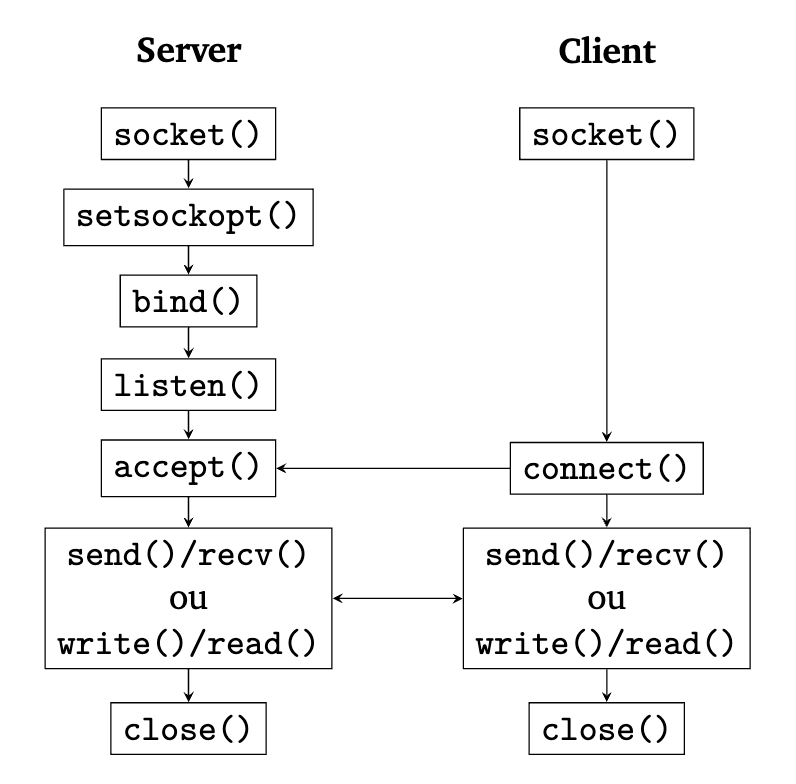 Server
Client
socket()
socket()
setsockopt()
bind()
listen()
accept()
connect()
send()/recv()
ou
write()/read()
send()/recv()
ou
write()/read()
close()
close()